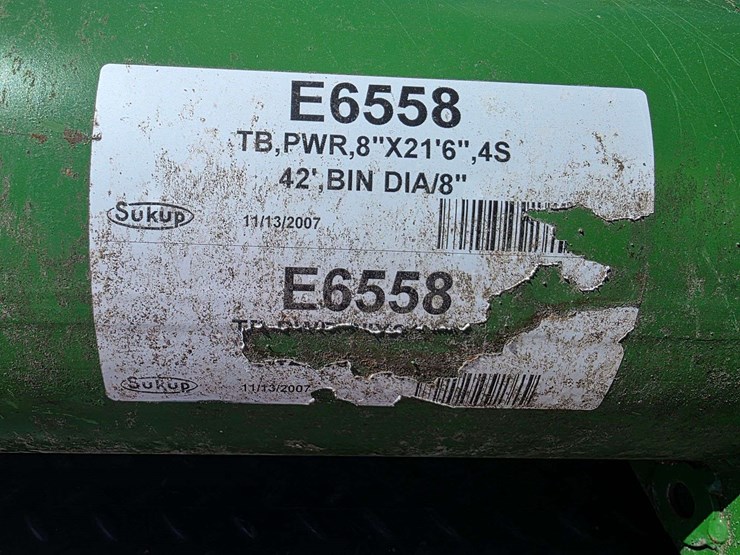 E6558
TB,PWR,8"X21'6",4S
42',BIN DIA/8"
Sukup
11/13/2007
E6558
Sukup
11/13/2007